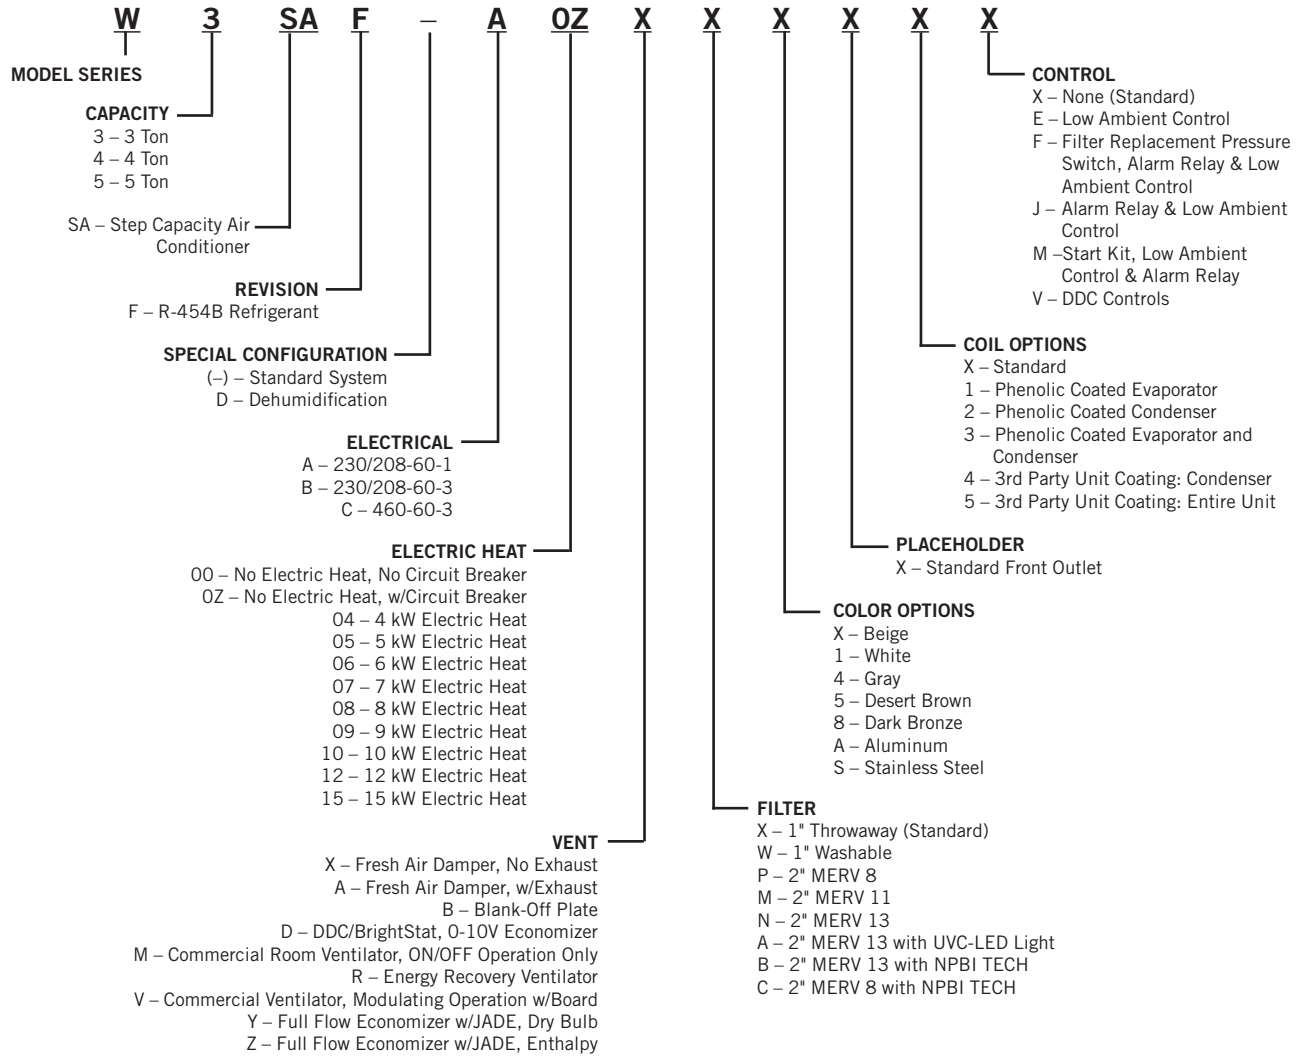 W 3 SA F – A 0Z X X X X X X
MODEL SERIES
CAPACITY
3 – 3 Ton
4 – 4 Ton
5 – 5 Ton
SA – Step Capacity Air
Conditioner
REVISION
F – R-454B Refrigerant
SPECIAL CONFIGURATION
(–) – Standard System
D – Dehumidification
ELECTRICAL
A – 230/208-60-1
B – 230/208-60-3
C – 460-60-3
ELECTRIC HEAT
00 – No Electric Heat, No Circuit Breaker
0Z – No Electric Heat, w/Circuit Breaker
04 – 4 kW Electric Heat
05 – 5 kW Electric Heat
06 – 6 kW Electric Heat
07 – 7 kW Electric Heat
08 – 8 kW Electric Heat
09 – 9 kW Electric Heat
10 – 10 kW Electric Heat
12 – 12 kW Electric Heat
15 – 15 kW Electric Heat
VENT
X – Fresh Air Damper, No Exhaust
A – Fresh Air Damper, w/Exhaust
B – Blank-Off Plate
D – DDC/BrightStat, 0-10V Economizer
M – Commercial Room Ventilator, ON/OFF Operation Only
R – Energy Recovery Ventilator
V – Commercial Ventilator, Modulating Operation w/Board
Y – Full Flow Economizer w/JADE, Dry Bulb
Z – Full Flow Economizer w/JADE, Enthalpy
CONTROL
X – None (Standard)
E – Low Ambient Control
F – Filter Replacement Pressure
Switch, Alarm Relay & Low
Ambient Control
J – Alarm Relay & Low Ambient
Control
M –Start Kit, Low Ambient
Control & Alarm Relay
V – DDC Controls
COIL OPTIONS
X – Standard
1 – Phenolic Coated Evaporator
2 – Phenolic Coated Condenser
3 – Phenolic Coated Evaporator and
Condenser
4 – 3rd Party Unit Coating: Condenser
5 – 3rd Party Unit Coating: Entire Unit
PLACEHOLDER
X – Standard Front Outlet
COLOR OPTIONS
X – Beige
1 – White
4 – Gray
5 – Desert Brown
8 – Dark Bronze
A – Aluminum
S – Stainless Steel
FILTER
X – 1" Throwaway (Standard)
W – 1" Washable
P – 2" MERV 8
M – 2" MERV 11
N – 2" MERV 13
A – 2" MERV 13 with UVC-LED Light
B – 2" MERV 13 with NPBI TECH
C – 2" MERV 8 with NPBI TECH